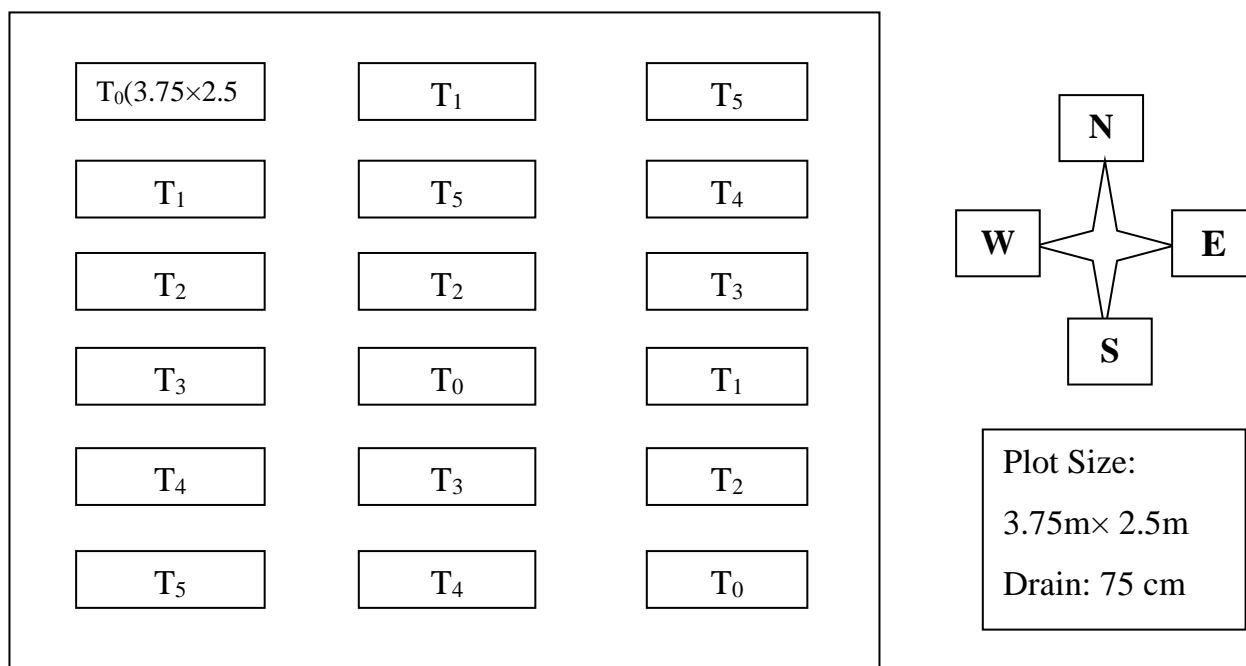 T₀(3.75×2.5
T₁
T₅
T₁
T₅
T₄
T₂
T₂
T₃
T₃
T₀
T₁
T₄
T₃
T₂
T₅
T₄
T₀
N
W
E
S
Plot Size:
3.75m× 2.5m
Drain: 75 cm